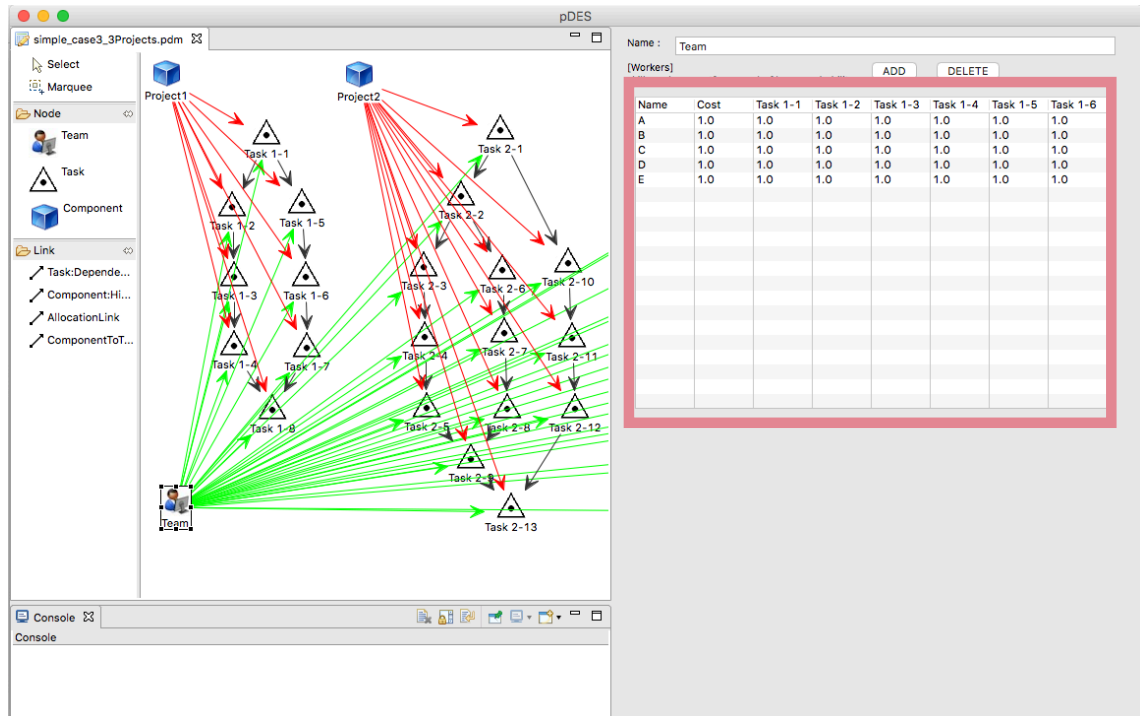 pDES
simple_case3_3Projects.pdm
Select
Marquee
Node
Team
Task
Component
Link
Task:Depende...
Component:Hi...
AllocationLink
ComponentToT...
Project1
Project2
Task 1-1
Task 2-1
Task 1-2
Task 1-5
Task 2-2
Task 1-3
Task 1-6
Task 2-3
Task 2-6
Task 2-10
Task 1-4
Task 1-7
Task 2-4
Task 2-7
Task 2-11
Task 1-8
Task 2-5
Task 2-8
Task 2-12
Task 2-9
Team
Task 2-13
Console
Console
Name :
Team
[Workers]
ADD
DELETE
Name Cost Task 1-1 Task 1-2 Task 1-3 Task 1-4 Task 1-5 Task 1-6
A 1.0 1.0 1.0 1.0 1.0 1.0 1.0
B 1.0 1.0 1.0 1.0 1.0 1.0 1.0
C 1.0 1.0 1.0 1.0 1.0 1.0 1.0
D 1.0 1.0 1.0 1.0 1.0 1.0 1.0
E 1.0 1.0 1.0 1.0 1.0 1.0 1.0